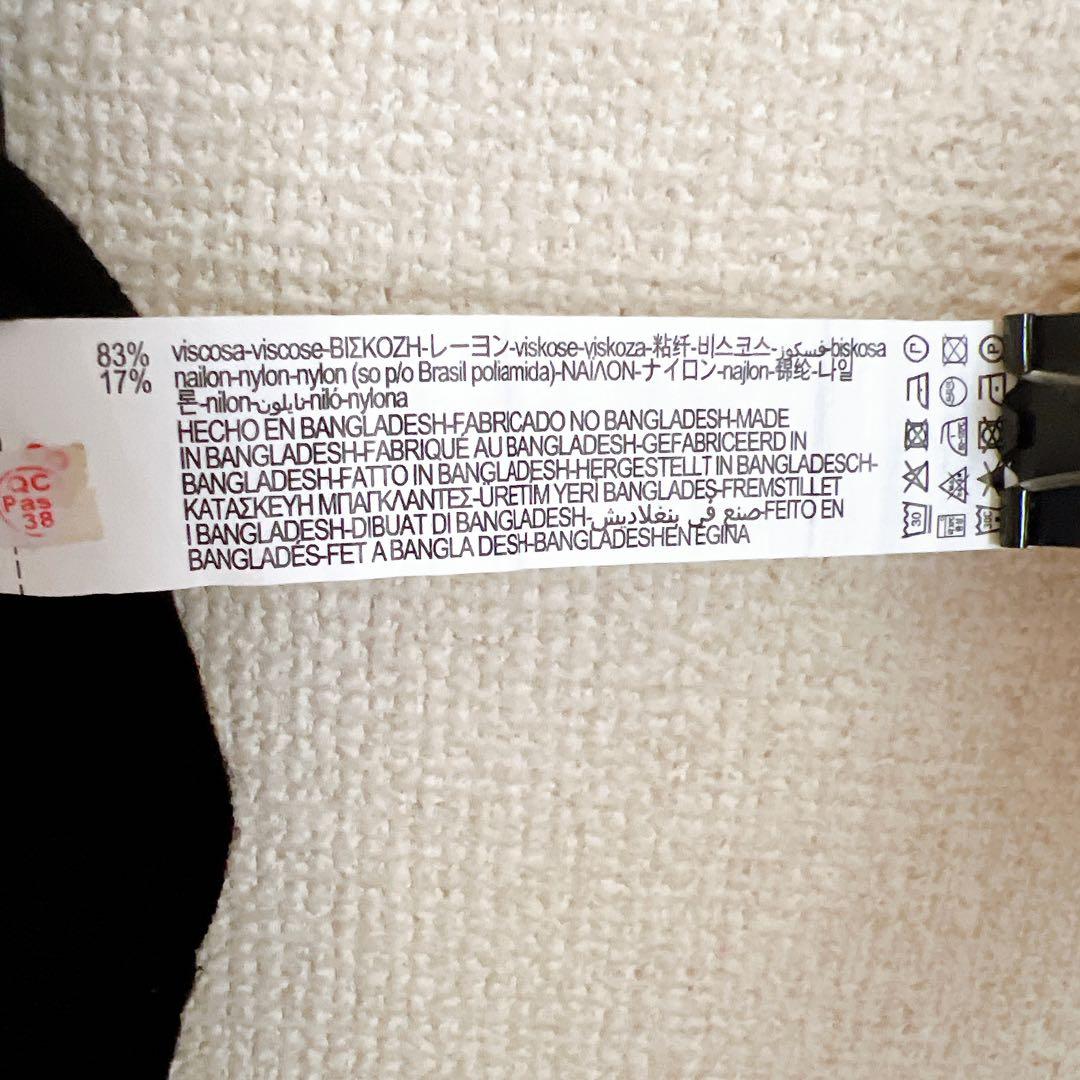 83% viscosa-viscose-ΒΙΣΚΟΖΗ-レーヨン-viskose-viskoza-粘纤-비스코스-فسكوز-biskosa
17% nailon-nylon-nylon (so p/o Brasil poliamida)-ΝΑΪΛΟΝ-ナイロン-najlon-锦纶-나일
론-nilon-نايلون-niló-nylona
HECHO EN BANGLADESH-FABRICADO NO BANGLADESH-MADE
IN BANGLADESH-FABRIQUÉ AU BANGLADESH-GEFABRICEERD IN
BANGLADESH-FATTO IN BANGLADESH-HERGESTELLT IN BANGLADESCH-
ΚΑΤΑΣΚΕΥΗ ΜΠΑΓΚΛΑΝΤΕΣ-ÜRETIM YERİ BANGLADEŞ-FREMSTILLET
I BANGLADESH-DIBUAT DI BANGLADESH-صنع في بنغلاديش-FEITO EN
BANGLADÉS-FET A BANGLA DESH-BANGLADESHEN EGINA
QC
Pas
38
L
P
30